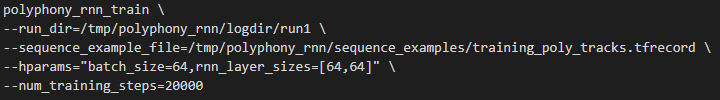 polyphony_rnn_train \
--run_dir=/tmp/polyphony_rnn/logdir/run1 \
--sequence_example_file=/tmp/polyphony_rnn/sequence_examples/training_poly_tracks.tfrecord \
--hparams="batch_size=64,rnn_layer_sizes=[64,64]" \
--num_training_steps=20000